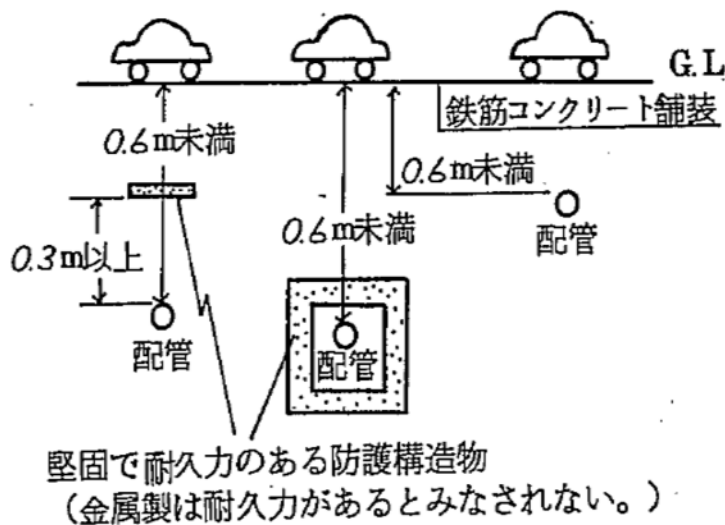 G.L
鉄筋コンクリート舗装
0.6m未満
0.6m未満
0.6m未満
0.3m以上
配管
配管
配管
堅固で耐久力のある防護構造物
(金属製は耐久力があるとみなされない。)